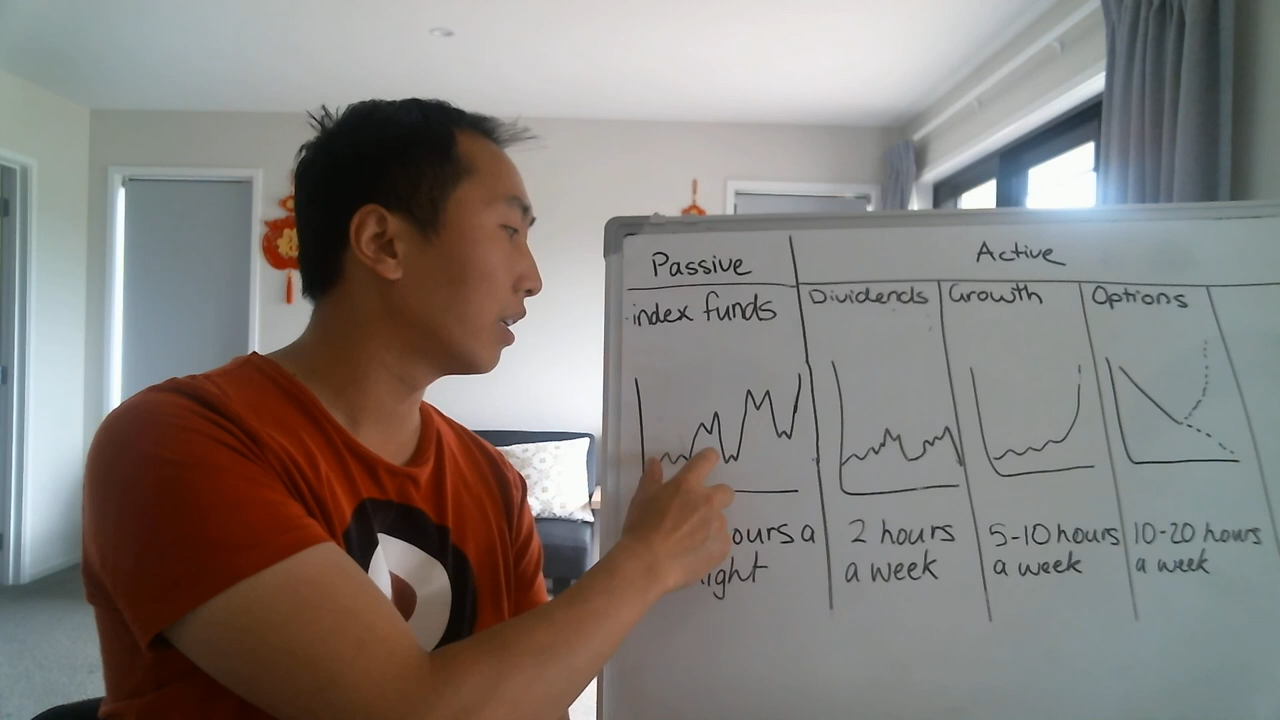 Passive
Active
index funds
Dividends
Growth
Options
ours a
ight
2 hours
a week
5-10 hours
a week
10-20 hours
a week